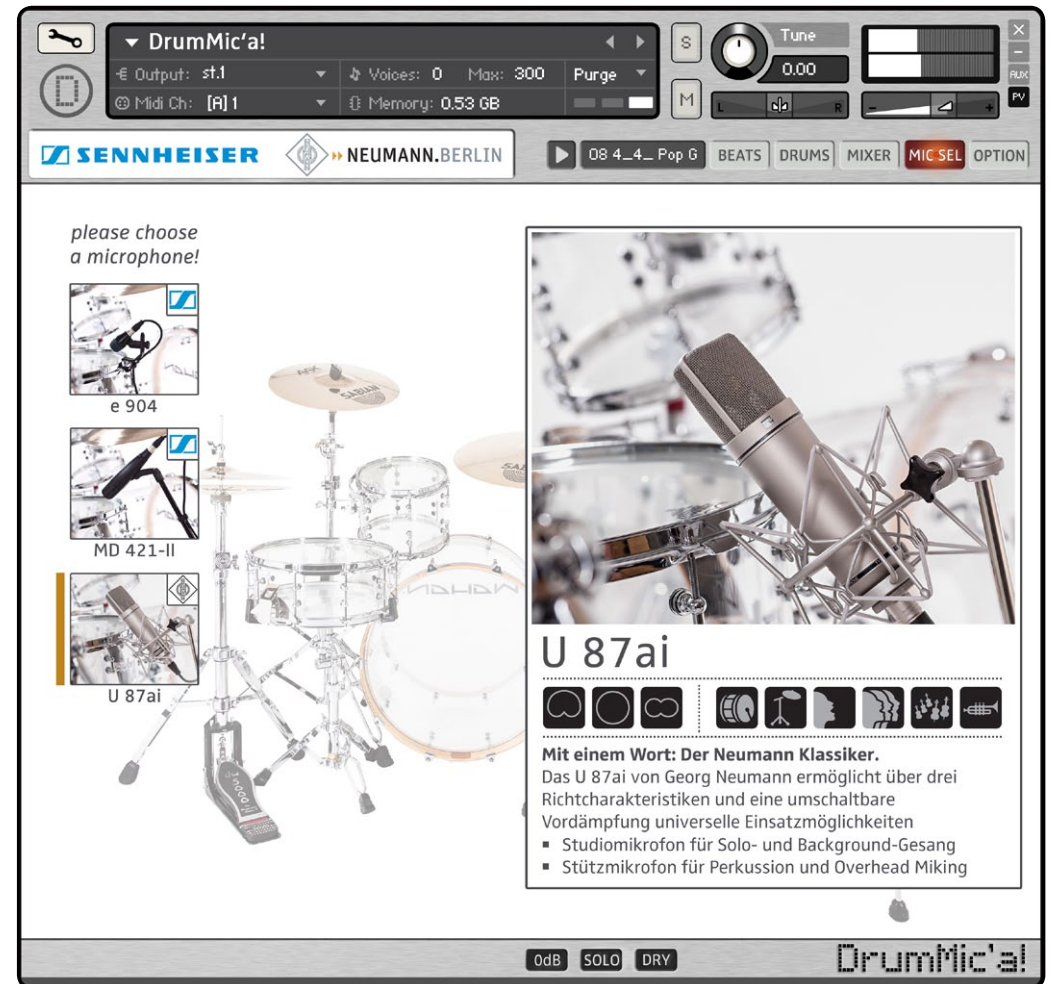 DrumMic'a!
S
Tune
×
Output: st.1
Voices: 0 Max: 300
Purge
0.00
–
AUX
Midi Ch: [A] 1
Memory: 0.53 GB
M
L
R
-
+
PV
SENNHEISER
NEUMANN.BERLIN
08 4_4_ Pop G
BEATS
DRUMS
MIXER
MIC SEL
OPTION
please choose
a microphone!
e 904
AAX
SABIAN
MD 421-II
U 87ai
5000
U 87ai
Mit einem Wort: Der Neumann Klassiker.
Das U 87ai von Georg Neumann ermöglicht über drei
Richtcharakteristiken und eine umschaltbare
Vordämpfung universelle Einsatzmöglichkeiten
▪ Studiomikrofon für Solo- und Background-Gesang
▪ Stützmikrofon für Perkussion und Overhead Miking
0dB
SOLO
DRY
DrumMic'a!